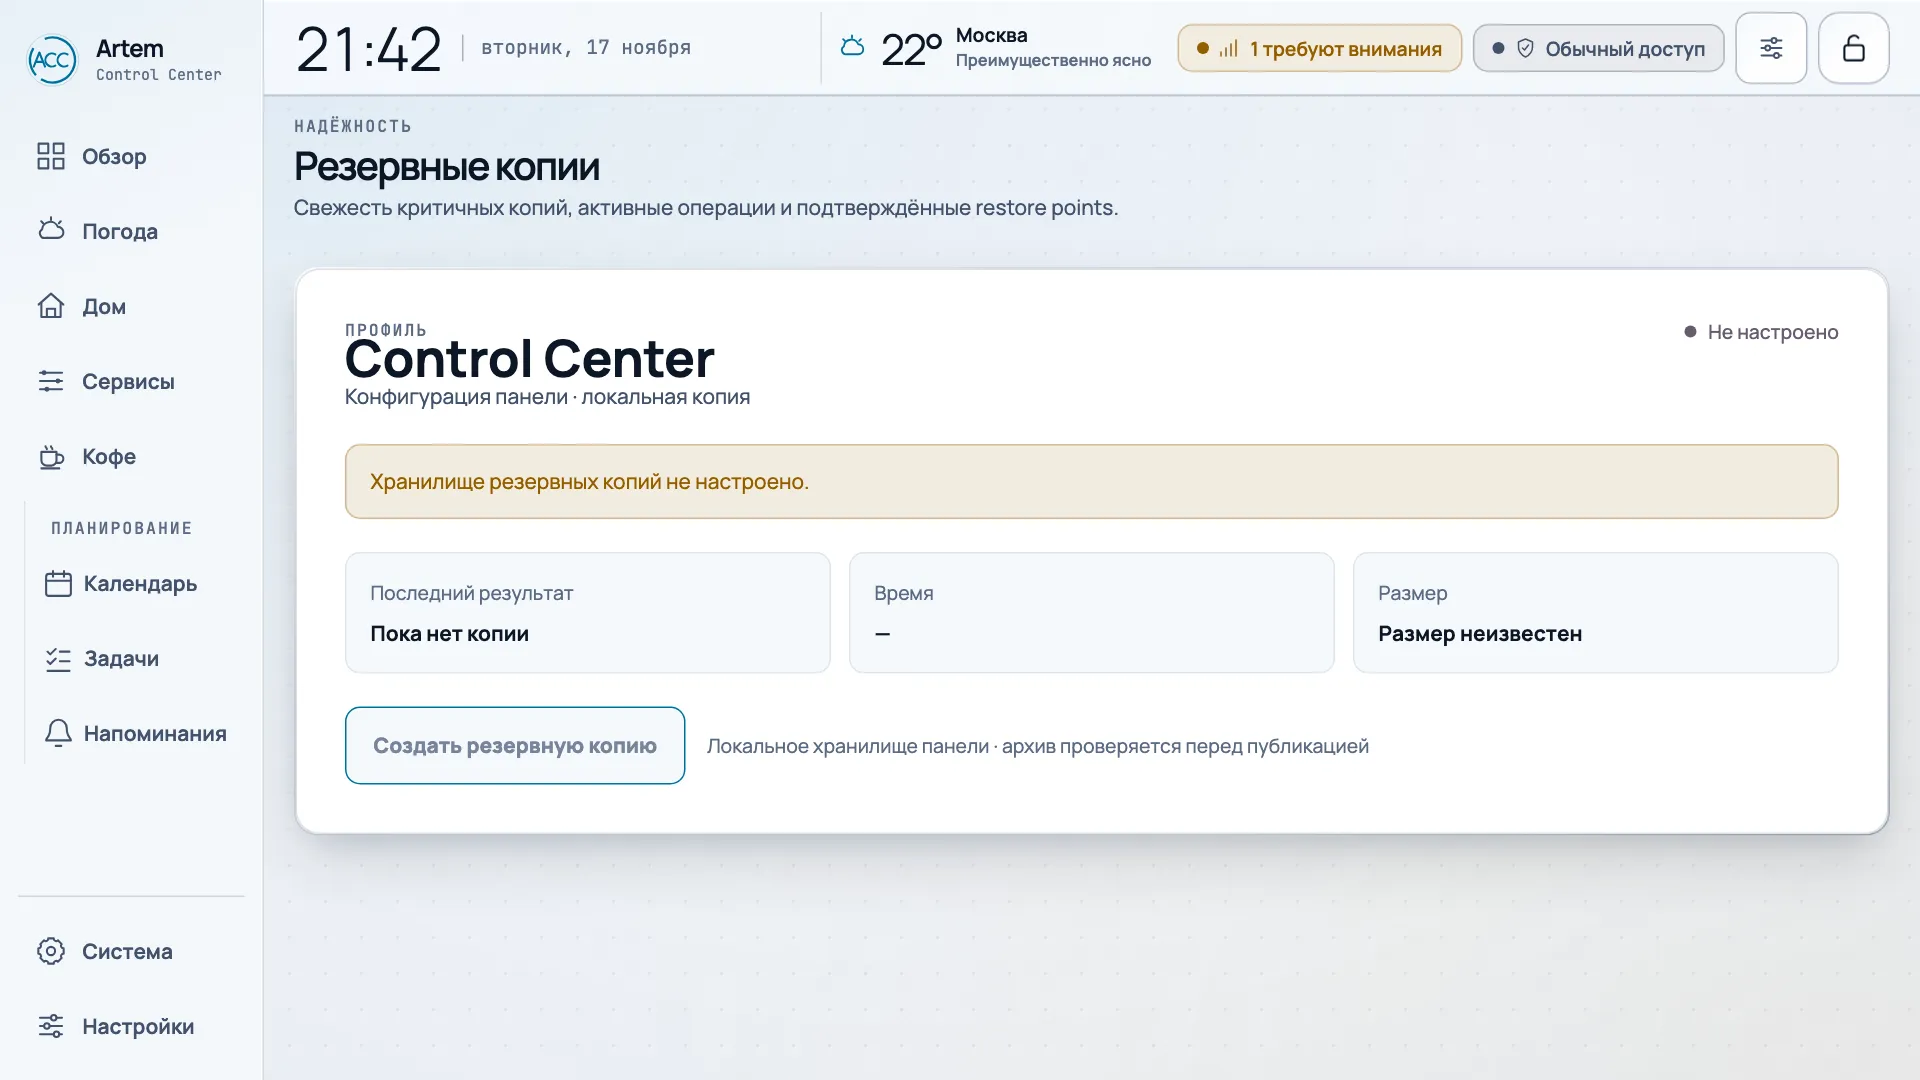 ACC
Artem
Control Center
Обзор
Погода
Дом
Сервисы
Кофе
ПЛАНИРОВАНИЕ
Календарь
Задачи
Напоминания
Система
Настройки
21:42
вторник, 17 ноября
22°
Москва
Преимущественно ясно
1 требуют внимания
Обычный доступ
НАДЁЖНОСТЬ
Резервные копии
Свежесть критичных копий, активные операции и подтверждённые restore points.
ПРОФИЛЬ
Control Center
Конфигурация панели · локальная копия
Не настроено
Хранилище резервных копий не настроено.
Последний результат
Пока нет копии
Время
—
Размер
Размер неизвестен
Создать резервную копию
Локальное хранилище панели · архив проверяется перед публикацией